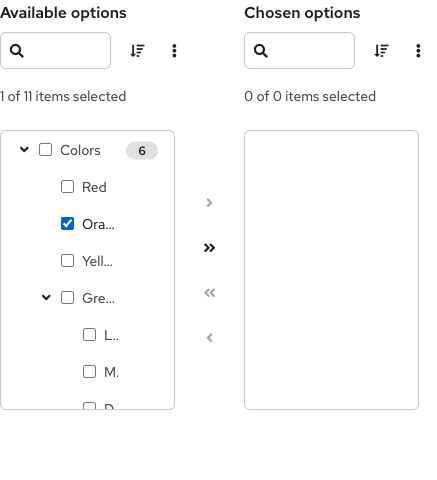 Available options
Chosen options
1 of 11 items selected
0 of 0 items selected
Colors 6
Red
Ora...
Yell...
Gre...
L..
M.